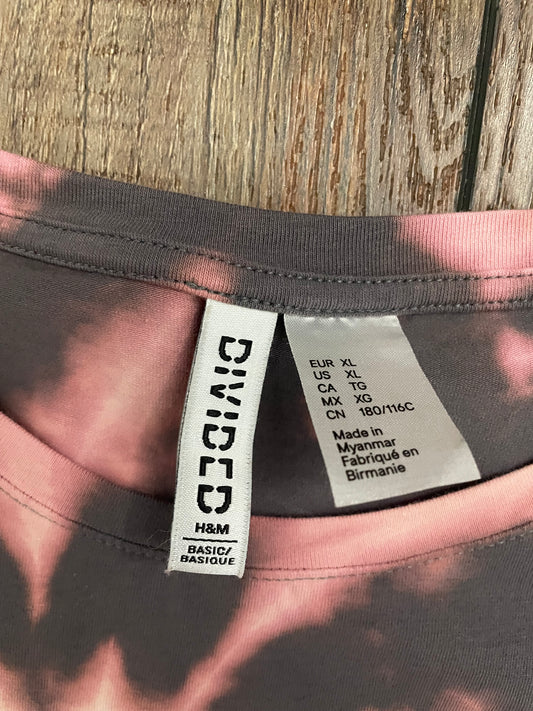 DIVIDED
H&M
BASIC/
BASIQUE
EUR XL
US XL
CA TG
MX XG
CN 180/116C
Made in
Myanmar
Fabriqué en
Birmanie